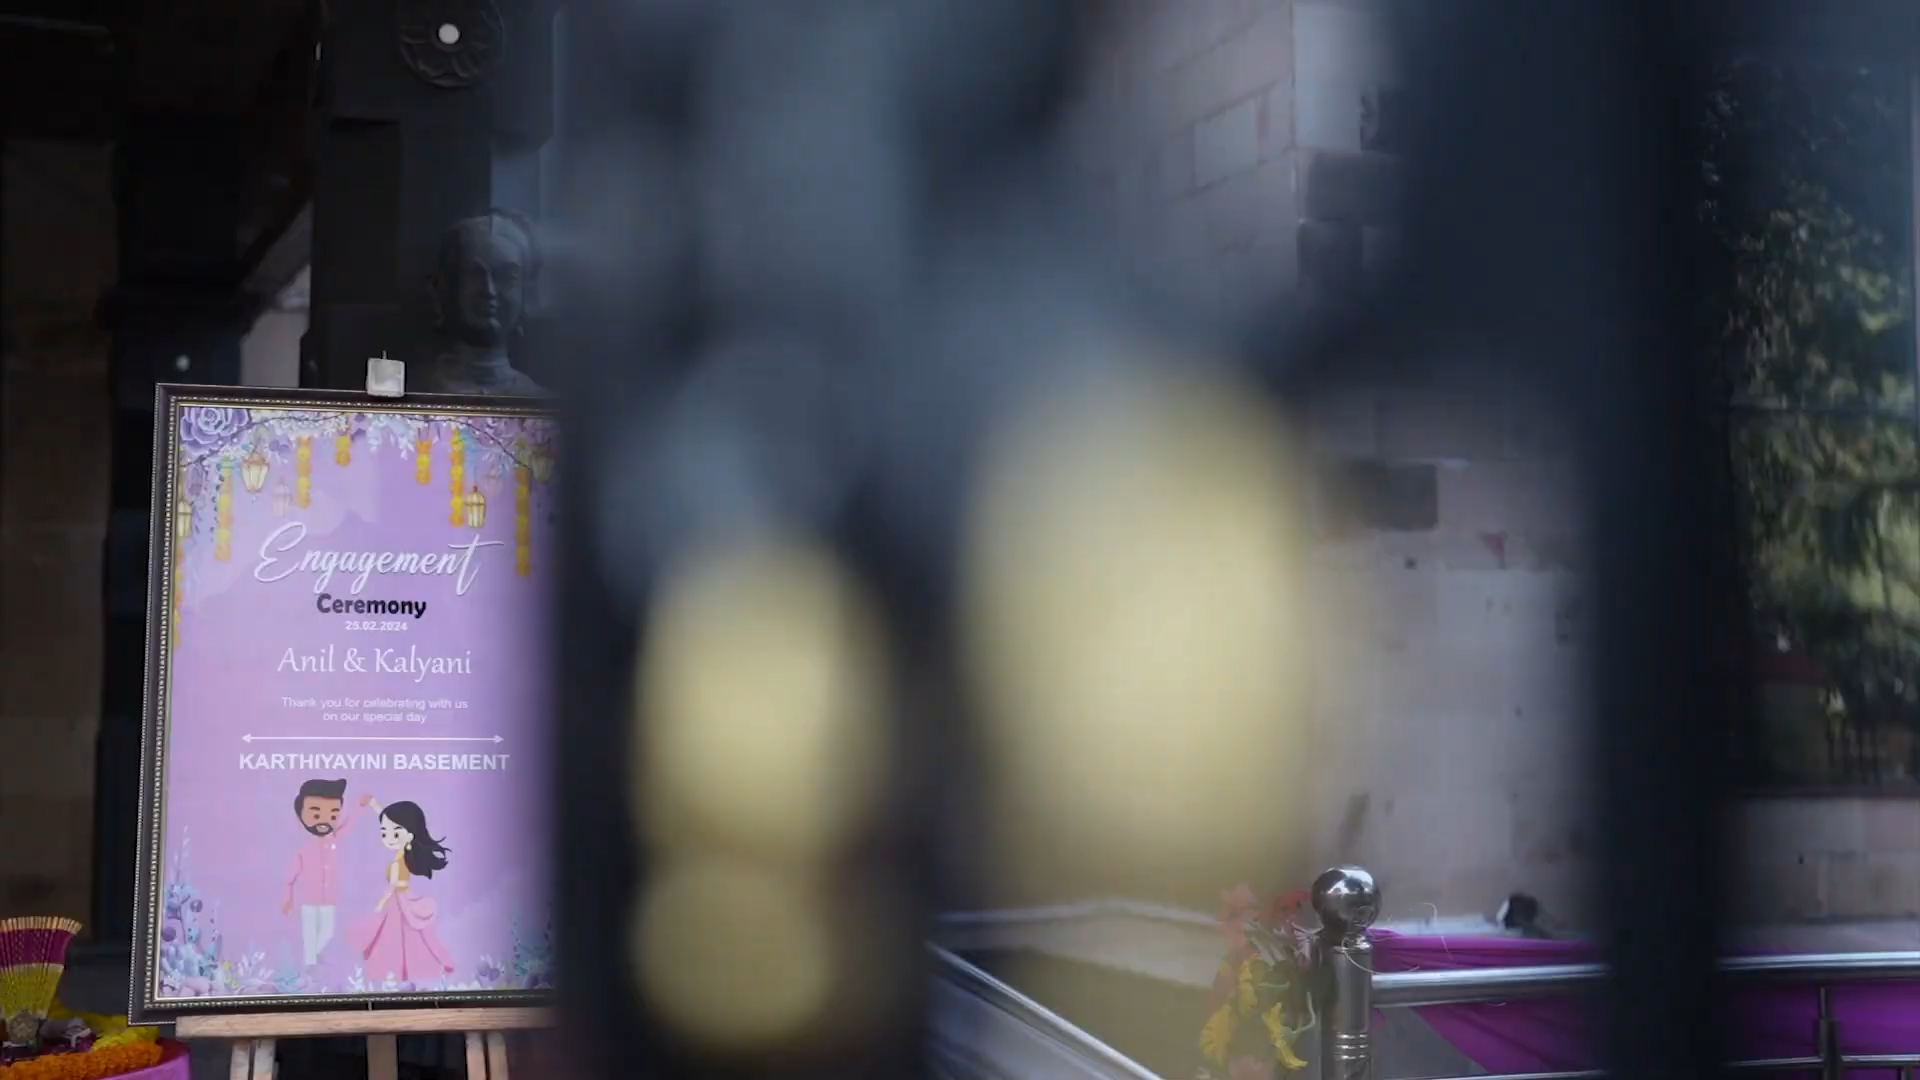 Engagement
Ceremony
25.02.2024
Anil & Kalyani
Thank you for celebrating with us
on our special day
KARTHIYAYINI BASEMENT